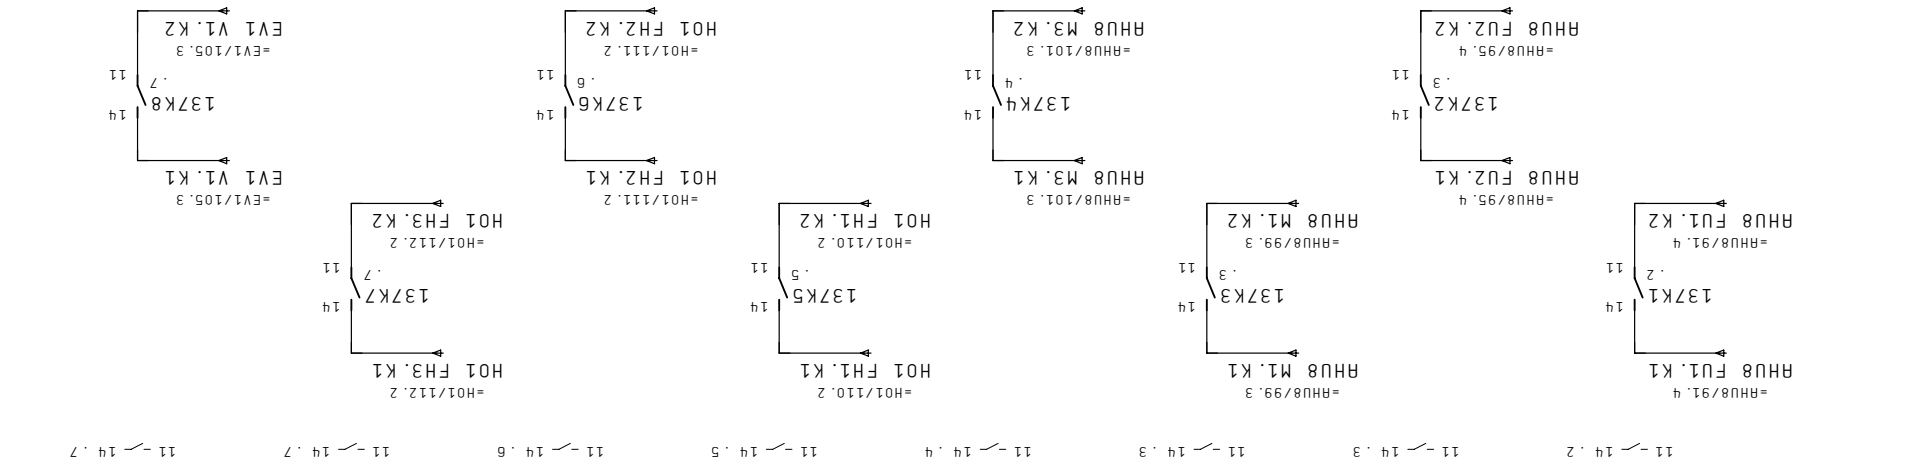 11 14 .2
11 14 .3
11 14 .3
11 14 .4
11 14 .5
11 14 .6
11 14 .7
11 14 .7
=AHU8/91.4
AHU8 FU1.K1
14
137K1
.2
11
=AHU8/91.4
AHU8 FU1.K2
=AHU8/95.4
AHU8 FU2.K1
14
137K2
.3
11
=AHU8/95.4
AHU8 FU2.K2
=AHU8/99.3
AHU8 M1.K1
14
137K3
.3
11
=AHU8/99.3
AHU8 M1.K2
=AHU8/101.3
AHU8 M3.K1
14
137K4
.4
11
=AHU8/101.3
AHU8 M3.K2
=HO1/110.2
HO1 FH1.K1
14
137K5
.5
11
=HO1/110.2
HO1 FH1.K2
=HO1/111.2
HO1 FH2.K1
14
137K6
.6
11
=HO1/111.2
HO1 FH2.K2
=HO1/112.2
HO1 FH3.K1
14
137K7
.7
11
=HO1/112.2
HO1 FH3.K2
=EV1/105.3
EV1 V1.K1
14
137K8
.7
11
=EV1/105.3
EV1 V1.K2